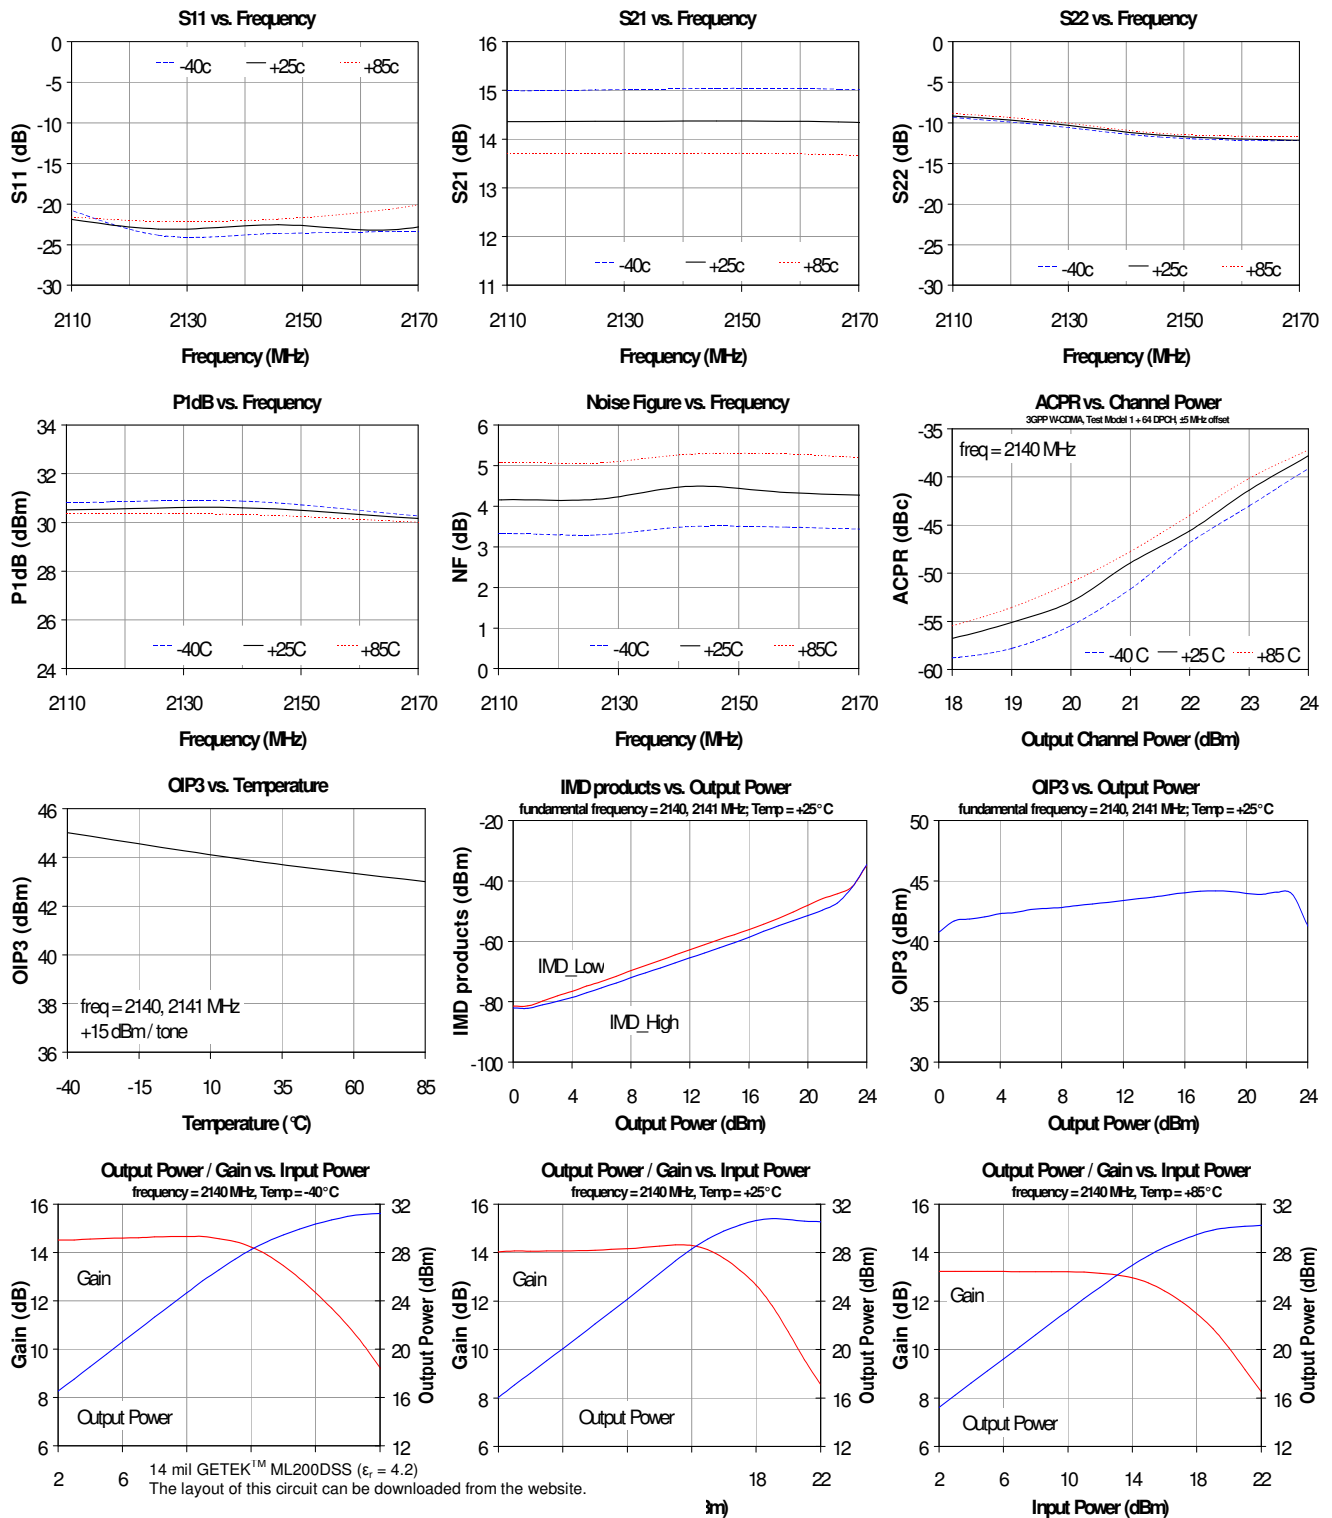 S11 vs. Frequency
0
-5
-10
-15
-20
-25
-30
S11 (dB)
-40c
+25c
+85c
2110
2130
2150
2170
Frequency (MHz)
S21 vs. Frequency
16
15
14
13
12
11
S21 (dB)
-40c
+25c
+85c
2110
2130
2150
2170
Frequency (MHz)
S22 vs. Frequency
0
-5
-10
-15
-20
-25
-30
S22 (dB)
-40c
+25c
+85c
2110
2130
2150
2170
Frequency (MHz)
P1dB vs. Frequency
34
32
30
28
26
24
P1dB (dBm)
-40C
+25C
+85C
2110
2130
2150
2170
Frequency (MHz)
Noise Figure vs. Frequency
6
5
4
3
2
1
0
NF (dB)
-40C
+25C
+85C
2110
2130
2150
2170
Frequency (MHz)
ACPR vs. Channel Power
3GPP W-CDMA, Test Model 1 + 64 DPCH, ±5 MHz offset
freq = 2140 MHz
-35
-40
-45
-50
-55
-60
ACPR (dBc)
-40 C
+25 C
+85 C
18
19
20
21
22
23
24
Output Channel Power (dBm)
OIP3 vs. Temperature
46
44
42
40
38
36
OIP3 (dBm)
freq = 2140, 2141 MHz
+15 dBm / tone
-40
-15
10
35
60
85
Temperature (°C)
IMD products vs. Output Power
fundamental frequency = 2140, 2141 MHz; Temp = +25° C
-20
-40
-60
-80
-100
IMD products (dBm)
IMD_Low
IMD_High
0
4
8
12
16
20
24
Output Power (dBm)
OIP3 vs. Output Power
fundamental frequency = 2140, 2141 MHz; Temp = +25° C
50
45
40
35
30
OIP3 (dBm)
0
4
8
12
16
20
24
Output Power (dBm)
Output Power / Gain vs. Input Power
frequency = 2140 MHz, Temp = -40° C
16
14
12
10
8
6
Gain (dB)
Gain
Output Power
32
28
24
20
16
12
Output Power (dBm)
2
6
Output Power / Gain vs. Input Power
frequency = 2140 MHz, Temp = +25° C
16
14
12
10
8
6
Gain (dB)
Gain
Output Power
32
28
24
20
16
12
Output Power (dBm)
18
22
Output Power / Gain vs. Input Power
frequency = 2140 MHz, Temp = +85° C
16
14
12
10
8
6
Gain (dB)
Gain
Output Power
32
28
24
20
16
12
Output Power (dBm)
2
6
10
14
18
22
Input Power (dBm)
14 mil GETEK™ ML200DSS (εr = 4.2)
The layout of this circuit can be downloaded from the website.